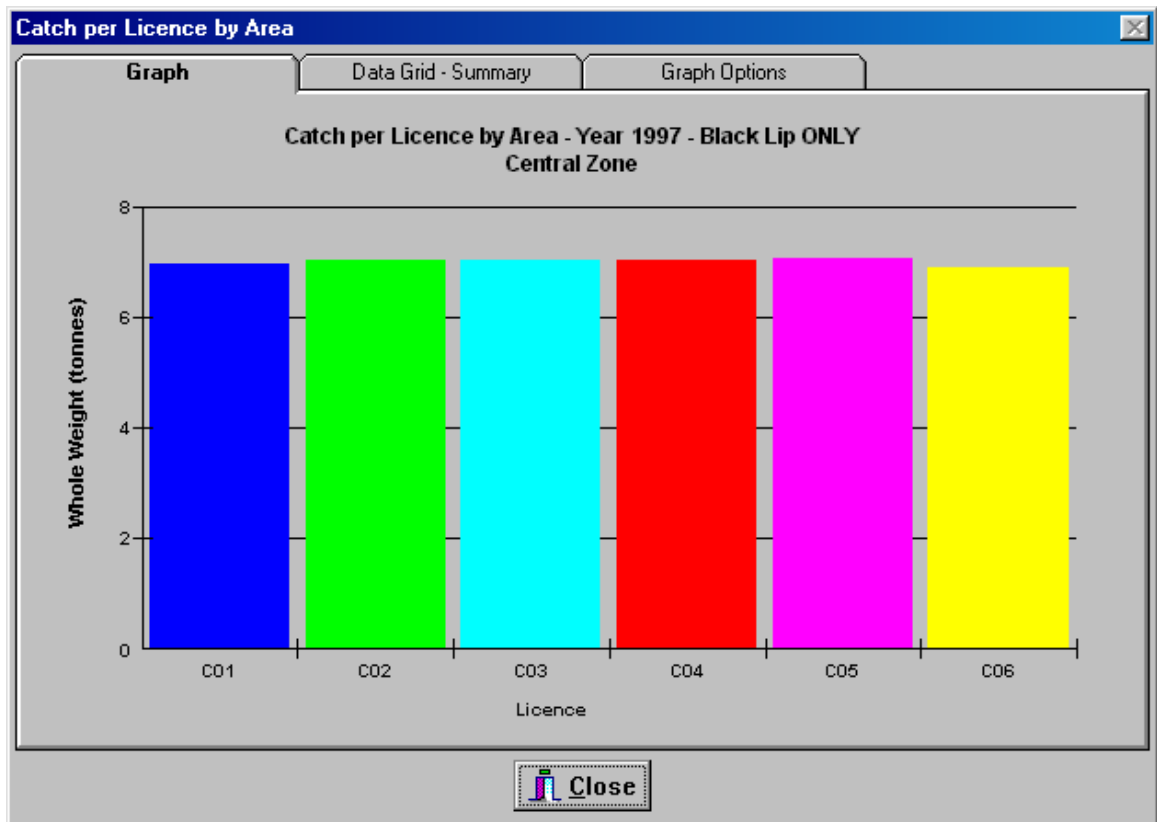 Catch per Licence by Area
Graph
Data Grid - Summary
Graph Options
Catch per Licence by Area - Year 1997 - Black Lip ONLY
Central Zone
Whole Weight (tonnes)
8
6
4
2
0
C01 C02 C03 C04 C05 C06
Licence
Close